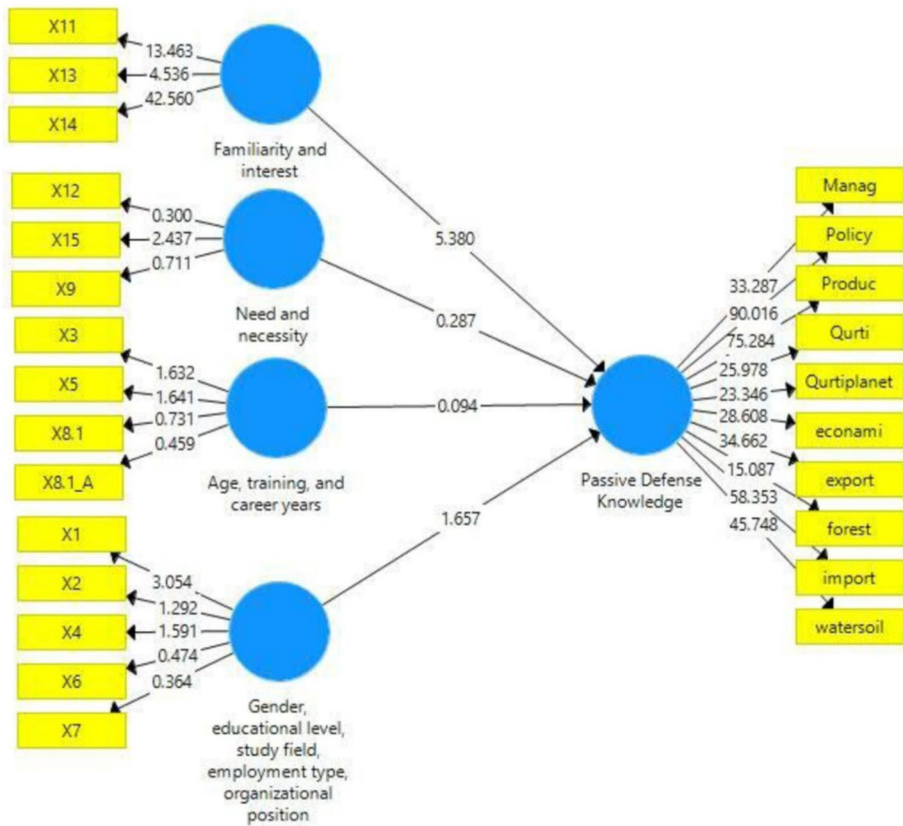 X11
13.463
X13
4.536
42.560
X14
Familiarity and
interest
X12
0.300
X15
2.437
0.711
X9
Need and
necessity
X3
1.632
X5
1.641
X8.1
0.731
0.459
X8.1_A
Age, training, and
career years
X1
3.054
X2
1.292
X4
1.591
X6
0.474
0.364
X7
Gender,
educational level,
study field,
employment type,
organizational
position
5.380
0.287
0.094
1.657
Passive Defense
Knowledge
33.287
90.016
75.284
25.978
23.346
28.608
34.662
15.087
58.353
45.748
Manag
Policy
Produc
Qurti
Qurtiplanet
econami
export
forest
import
watersoil